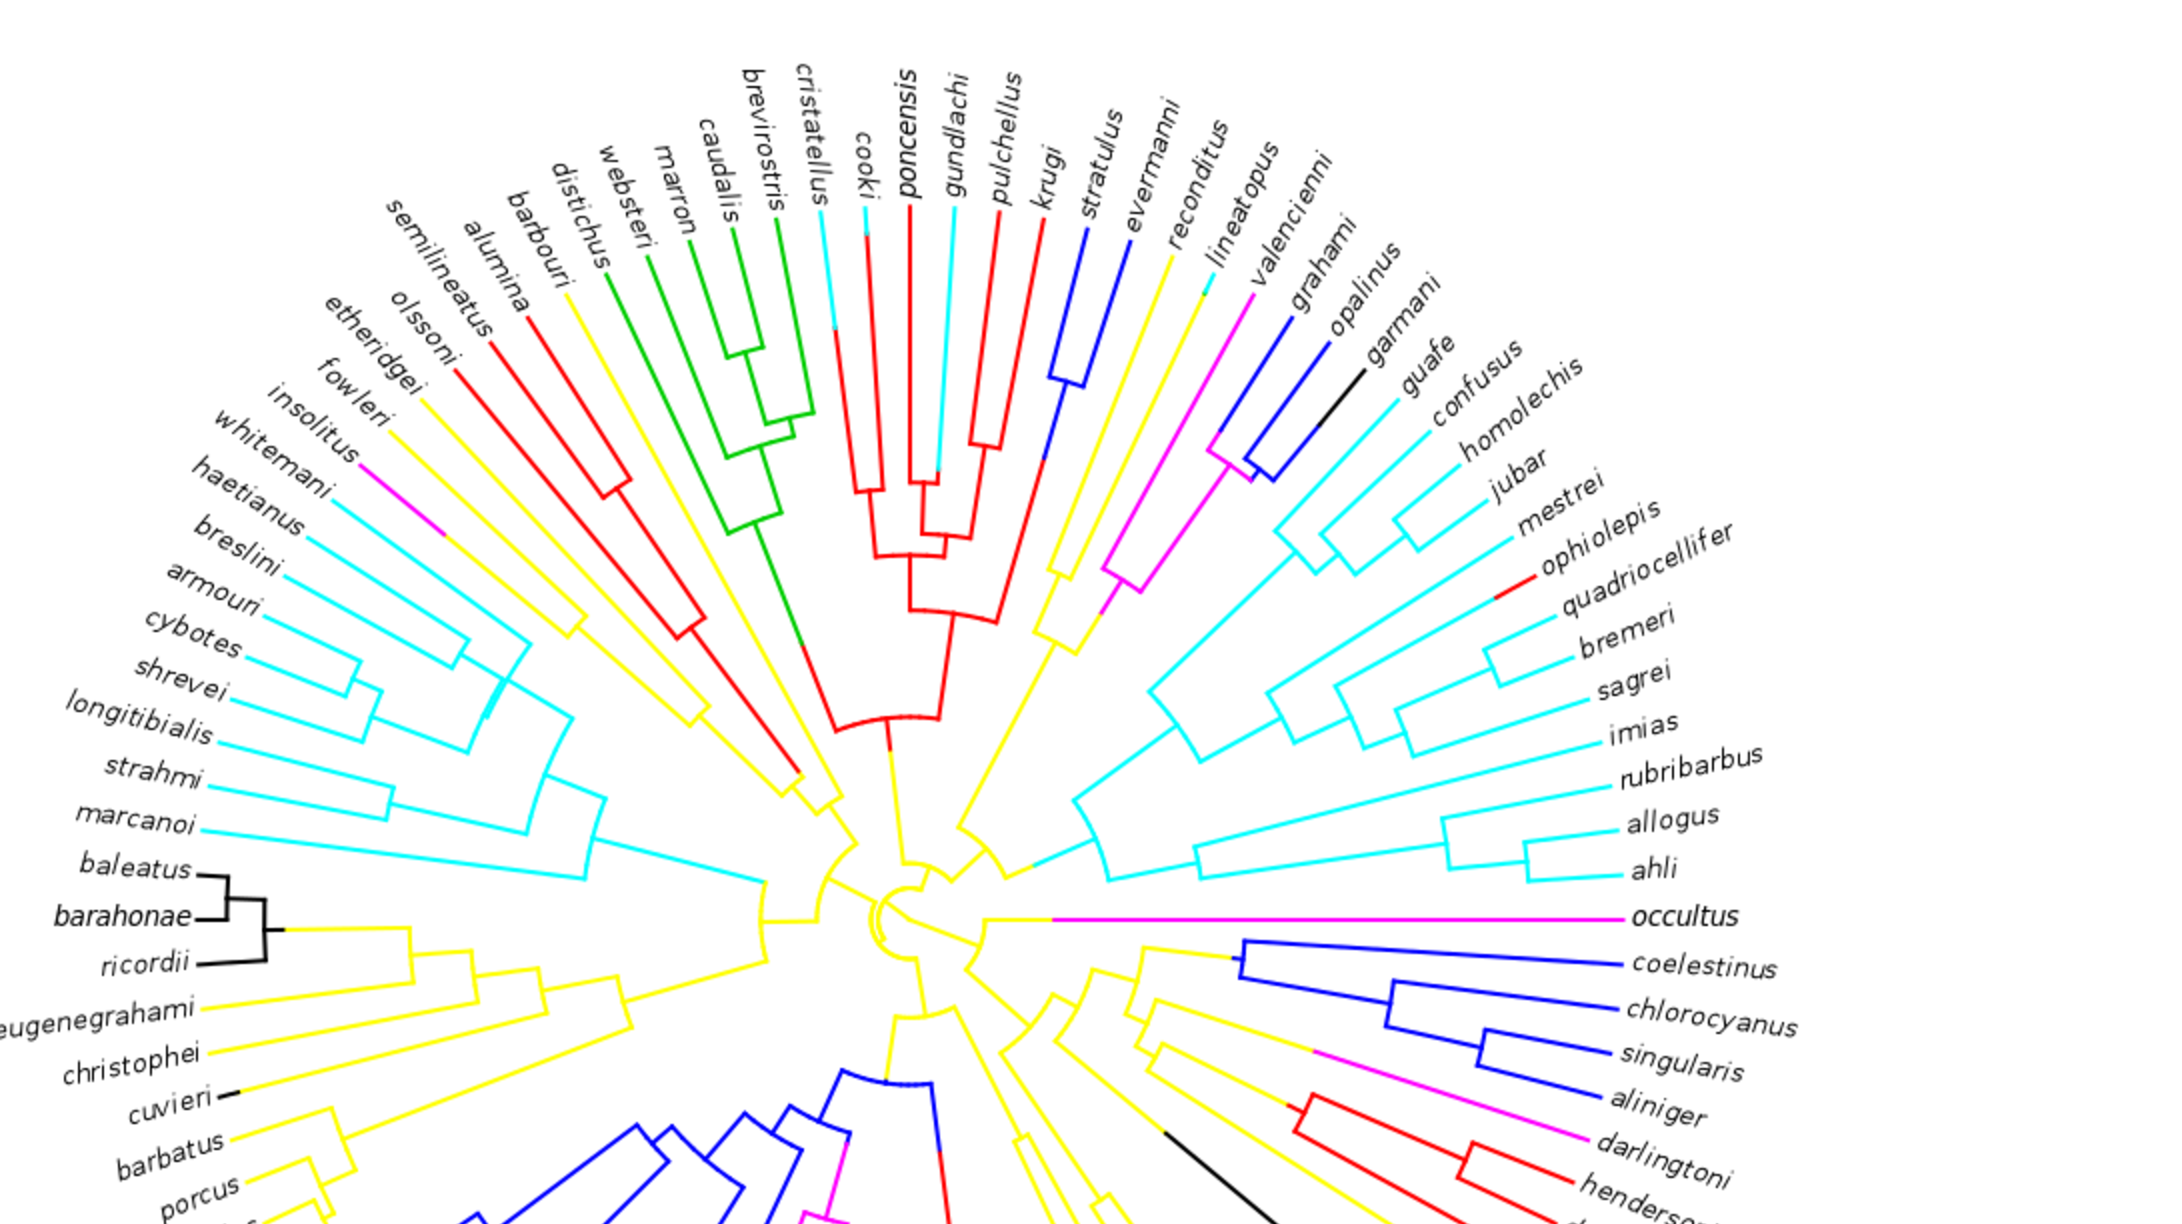 brevirostris
cristatellus
cooki
poncensis
gundlachi
pulchellus
krugi
stratulus
evermanni
reconditus
lineatopus
valencienni
grahami
opalinus
garmani
guafe
confusus
homolechis
jubar
mestrei
ophiolepis
quadriocellifer
bremeri
sagrei
imias
rubribarbus
allogus
ahli
occultus
coelestinus
chlorocyanus
singularis
aliniger
darlingtoni
caudalis
marron
websteri
distichus
barbouri
alumina
semilineatus
olssoni
etheridgei
fowleri
insolitus
whitemani
haetianus
breslini
armouri
cybotes
shrevei
longitibialis
strahmi
marcanoi
baleatus
barahonae
ricordii
eugenegrahami
christophei
cuvieri
barbatus
porcus